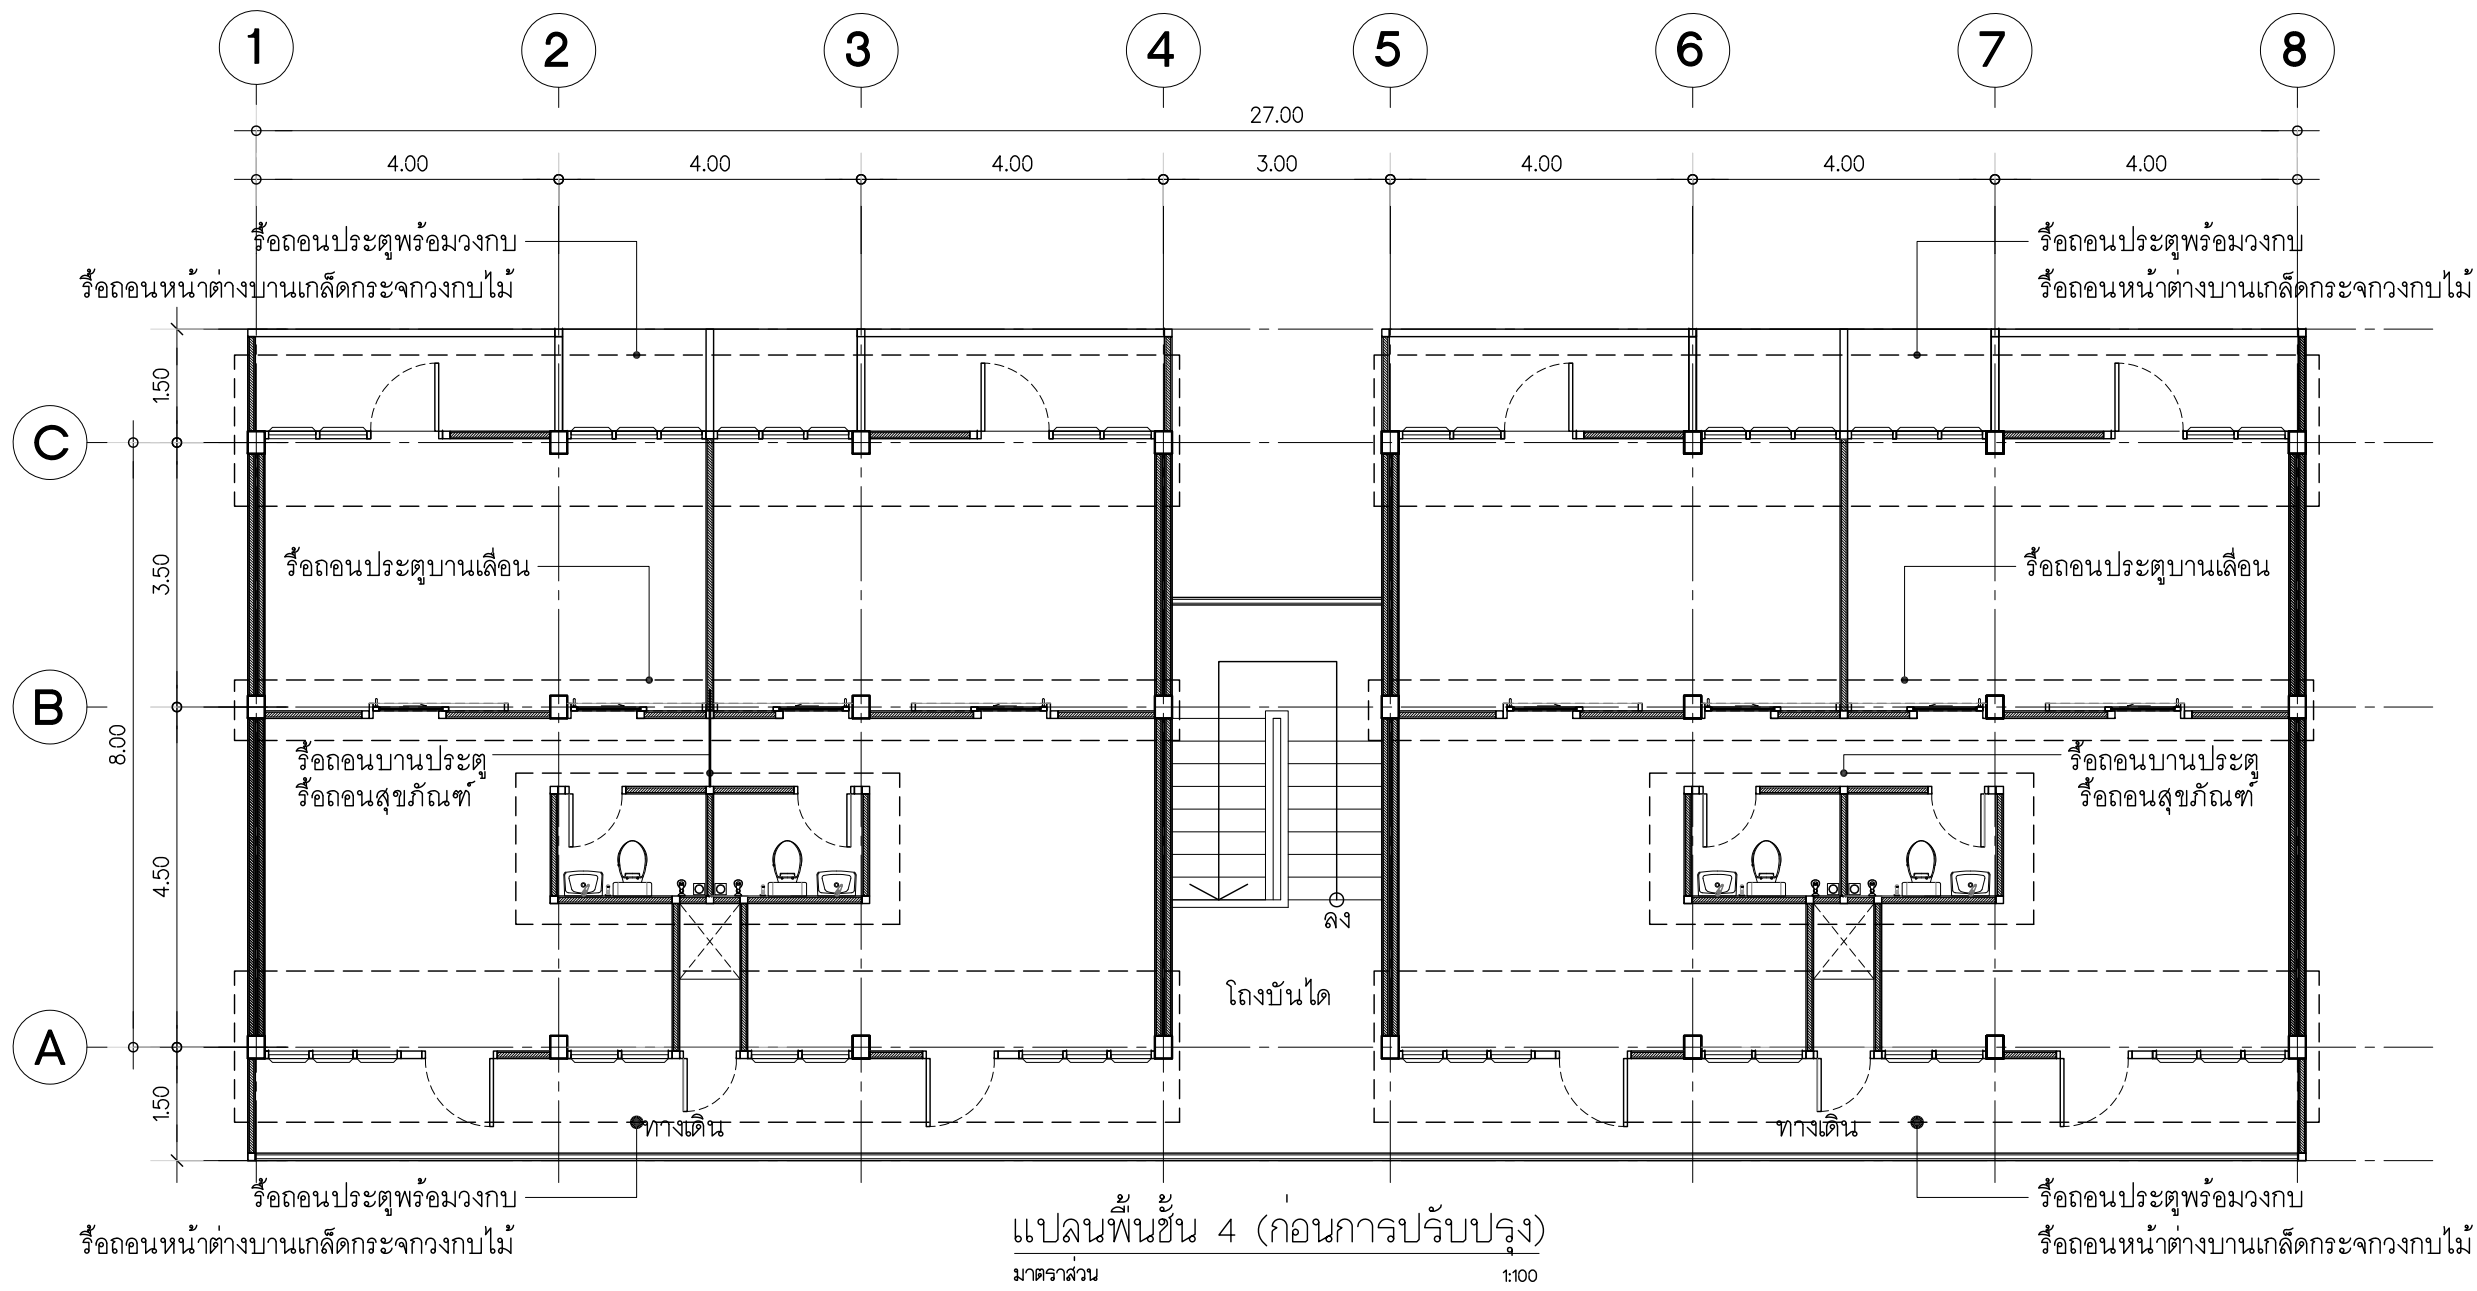 1 2 3 4 5 6 7 8
27.00
4.00 4.00 4.00 3.00 4.00 4.00 4.00
รื้อถอนประตูพร้อมวงกบ
รื้อถอนหน้าต่างบานเกล็ดกระจกวงกบไม้
รื้อถอนประตูพร้อมวงกบ
รื้อถอนหน้าต่างบานเกล็ดกระจกวงกบไม้
1.50
C
3.50
รื้อถอนประตูบานเลื่อน
รื้อถอนประตูบานเลื่อน
B
8.00
รื้อถอนบานประตู
รื้อถอนสุขภัณฑ์
รื้อถอนบานประตู
รื้อถอนสุขภัณฑ์
4.50
ลง
โถงบันได
A
1.50
ทางเดิน
ทางเดิน
รื้อถอนประตูพร้อมวงกบ
รื้อถอนหน้าต่างบานเกล็ดกระจกวงกบไม้
รื้อถอนประตูพร้อมวงกบ
รื้อถอนหน้าต่างบานเกล็ดกระจกวงกบไม้
แปลนพื้นชั้น 4 (ก่อนการปรับปรุง)
มาตราส่วน 1:100